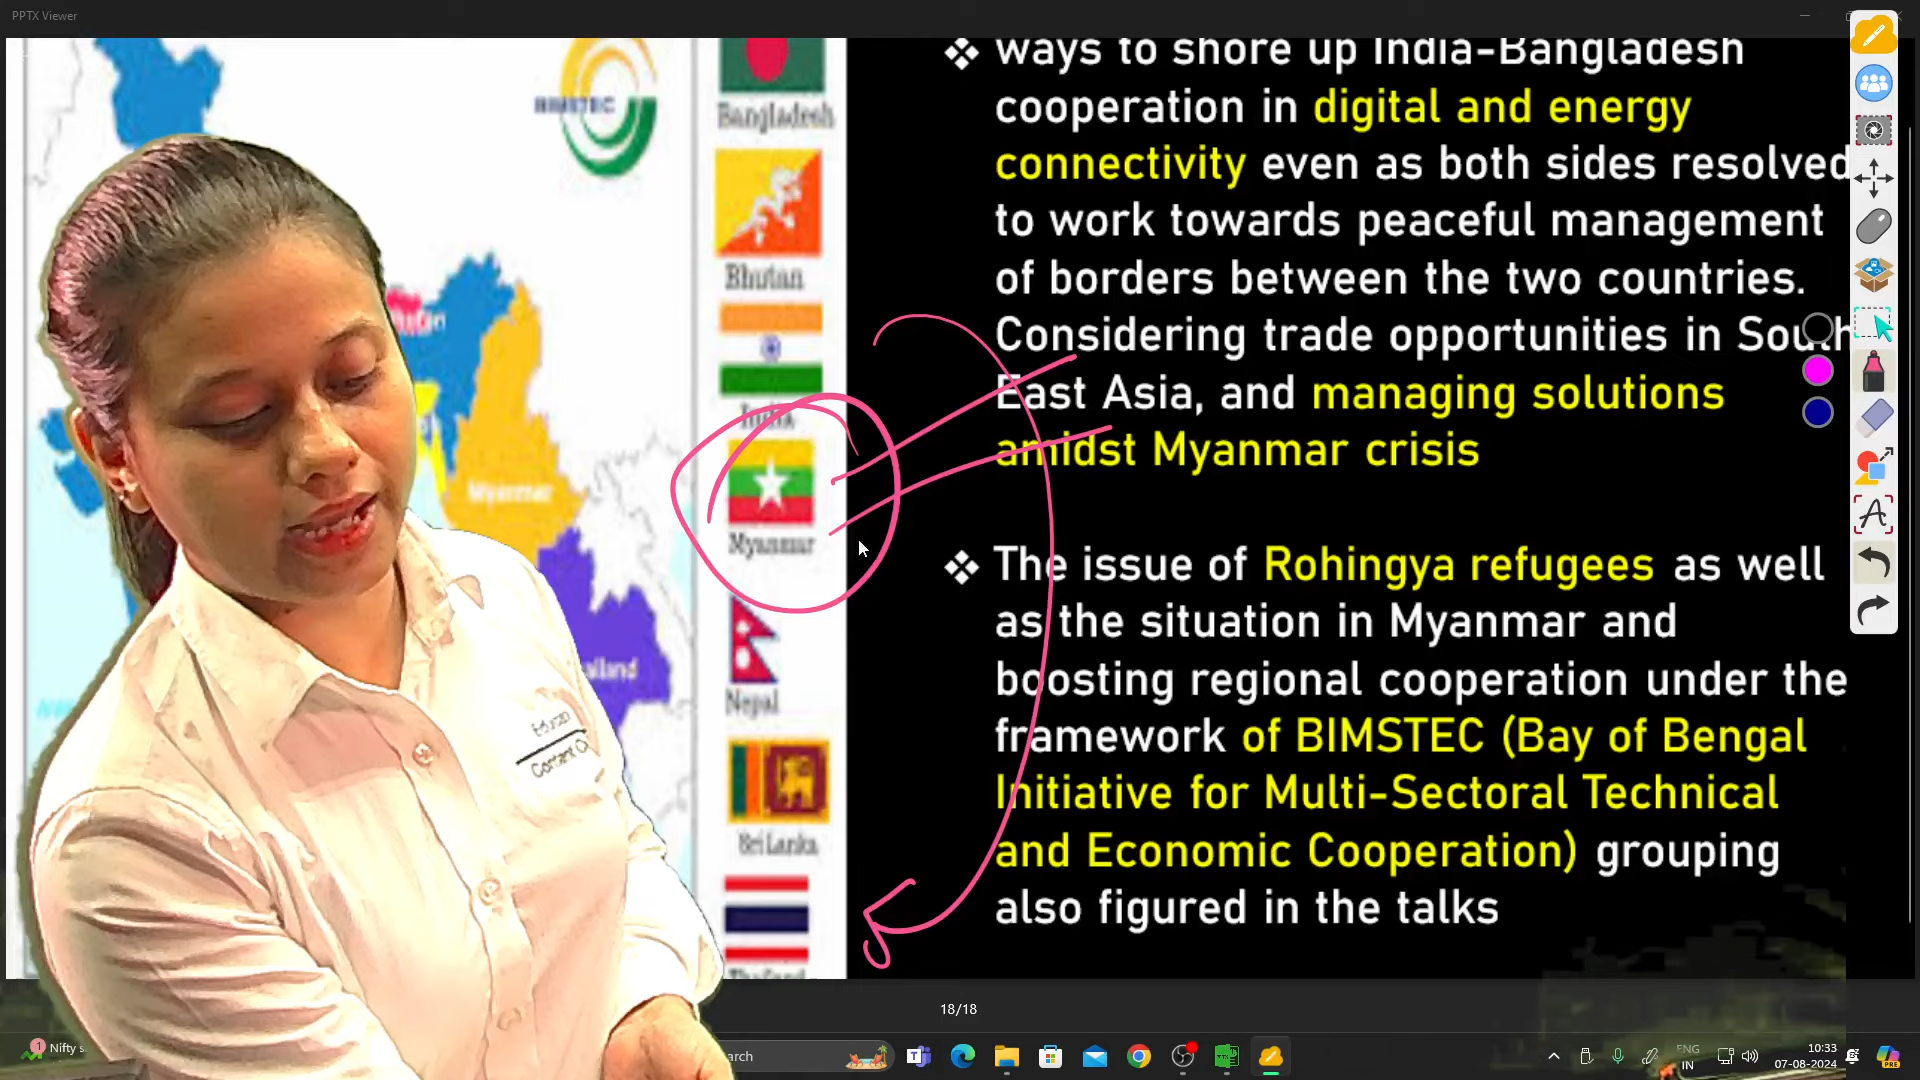 PPTX Viewer
BIMSTEC
Bangladesh
Bhutan
India
Myanmar
Nepal
Sri Lanka
Thailand
Myanmar
ailand
ways to shore up India-Bangladesh
cooperation in digital and energy
connectivity even as both sides resolved
to work towards peaceful management
of borders between the two countries.
Considering trade opportunities in South
East Asia, and managing solutions
amidst Myanmar crisis
The issue of Rohingya refugees as well
as the situation in Myanmar and
boosting regional cooperation under the
framework of BIMSTEC (Bay of Bengal
Initiative for Multi-Sectoral Technical
and Economic Cooperation) grouping
also figured in the talks
A
18/18
1
Nifty s
arch
ENG
IN
10:33
07-08-2024
PRE